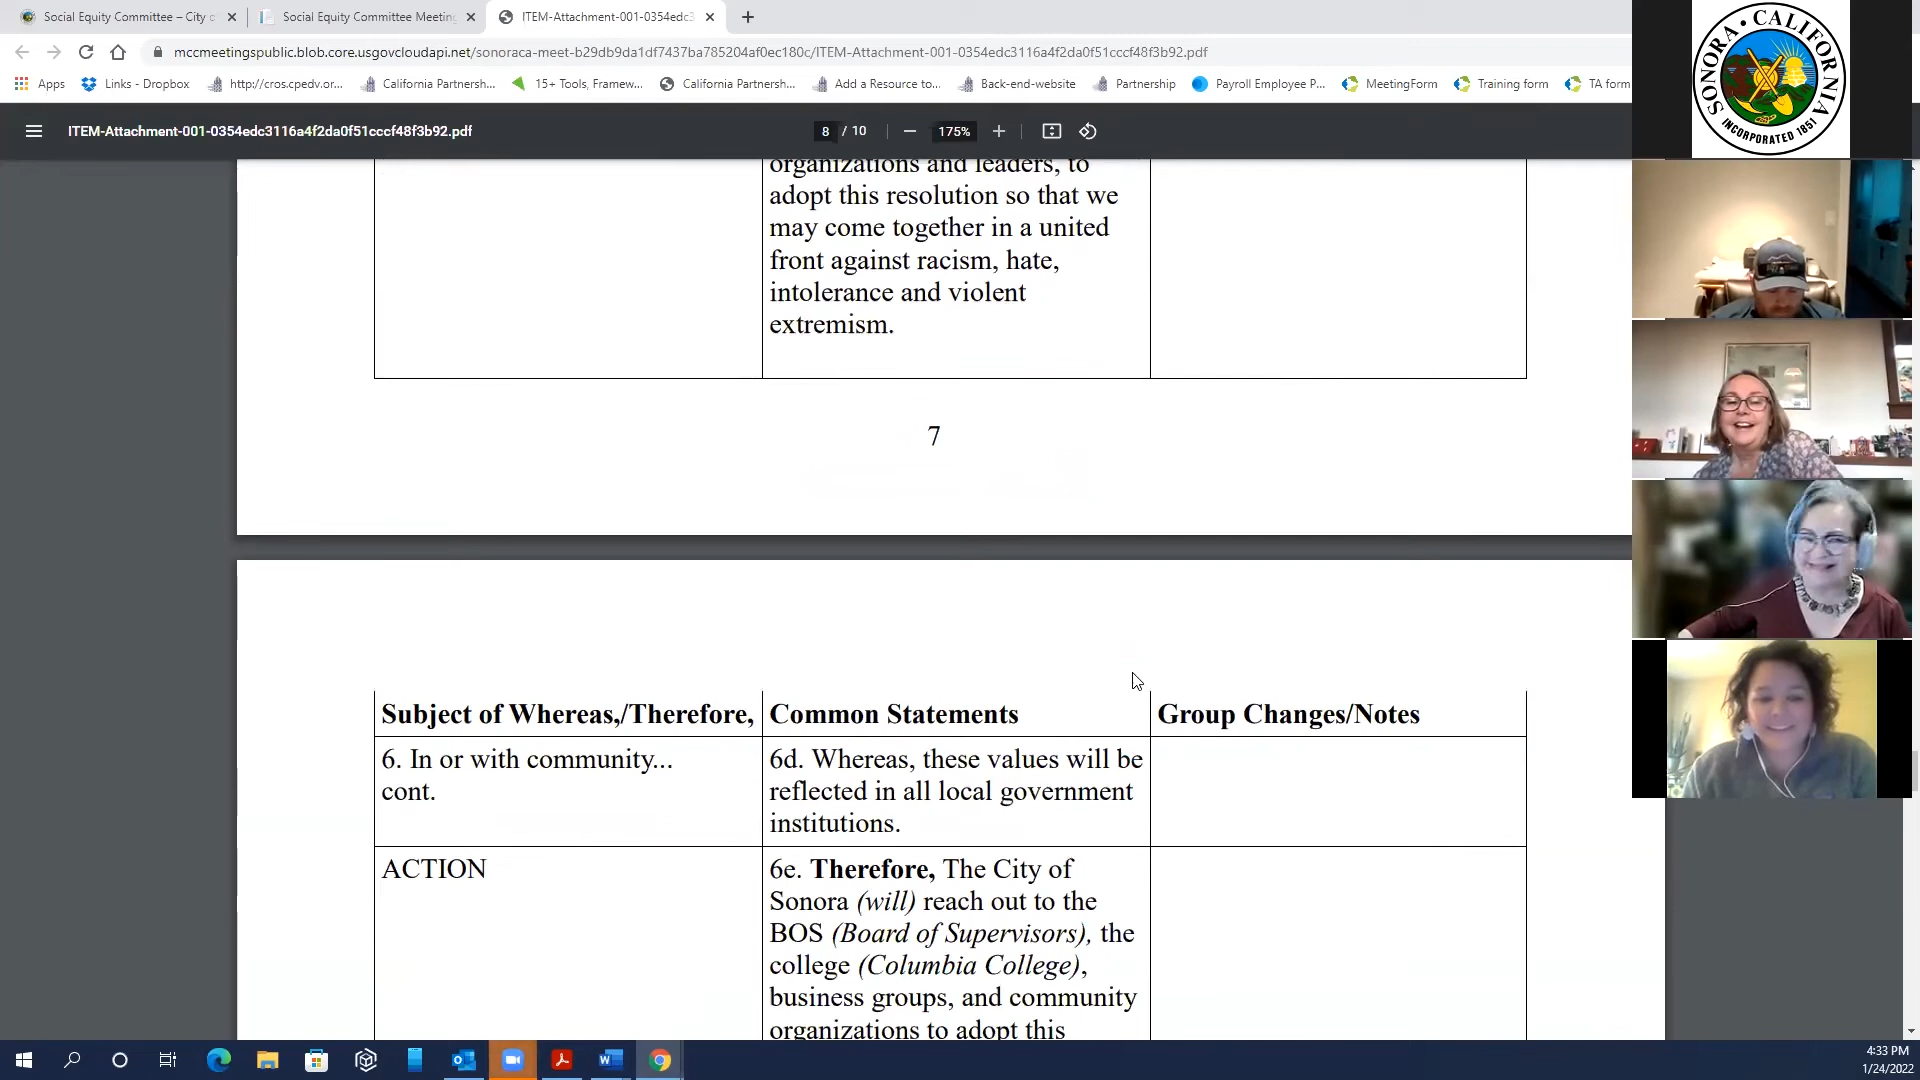 Social Equity Committee – City o
Social Equity Committee Meeting
ITEM-Attachment-001-0354edc3
mccmeetingspublic.blob.core.usgovcloudapi.net/sonoraca-meet-b29db9da1df7437ba785204af0ec180c/ITEM-Attachment-001-0354edc3116a4f2da0f51cccf48f3b92.pdf
Apps
Links - Dropbox
http://cros.cpedv.or...
California Partnersh...
15+ Tools, Framew...
California Partnersh...
Add a Resource to...
Back-end-website
Partnership
Payroll Employee P...
MeetingForm
Training form
TA form
ITEM-Attachment-001-0354edc3116a4f2da0f51cccf48f3b92.pdf
8 / 10
175%
SONORA, CALIFORNIA
INCORPORATED 1851
organizations and leaders, to
adopt this resolution so that we
may come together in a united
front against racism, hate,
intolerance and violent
extremism.
7
Subject of Whereas,/Therefore,
Common Statements
Group Changes/Notes
6. In or with community...
cont.
6d. Whereas, these values will be
reflected in all local government
institutions.
ACTION
6e. Therefore, The City of
Sonora (will) reach out to the
BOS (Board of Supervisors), the
college (Columbia College),
business groups, and community
organizations to adopt this
4:33 PM
1/24/2022